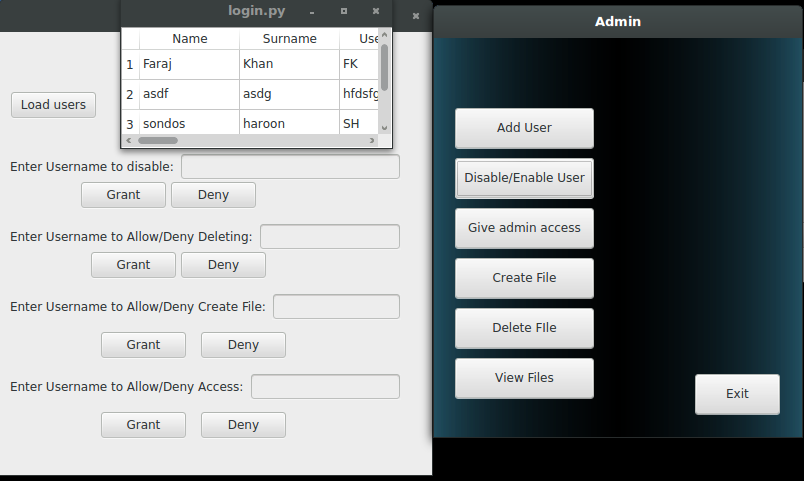 login.py
Name Surname Use
1 Faraj Khan FK
2 asdf asdg hfdsfg
3 sondos haroon SH
Load users
Enter Username to disable:
Grant Deny
Enter Username to Allow/Deny Deleting:
Grant Deny
Enter Username to Allow/Deny Create File:
Grant Deny
Enter Username to Allow/Deny Access:
Grant Deny
Admin
Add User
Disable/Enable User
Give admin access
Create File
Delete FIle
View Files
Exit